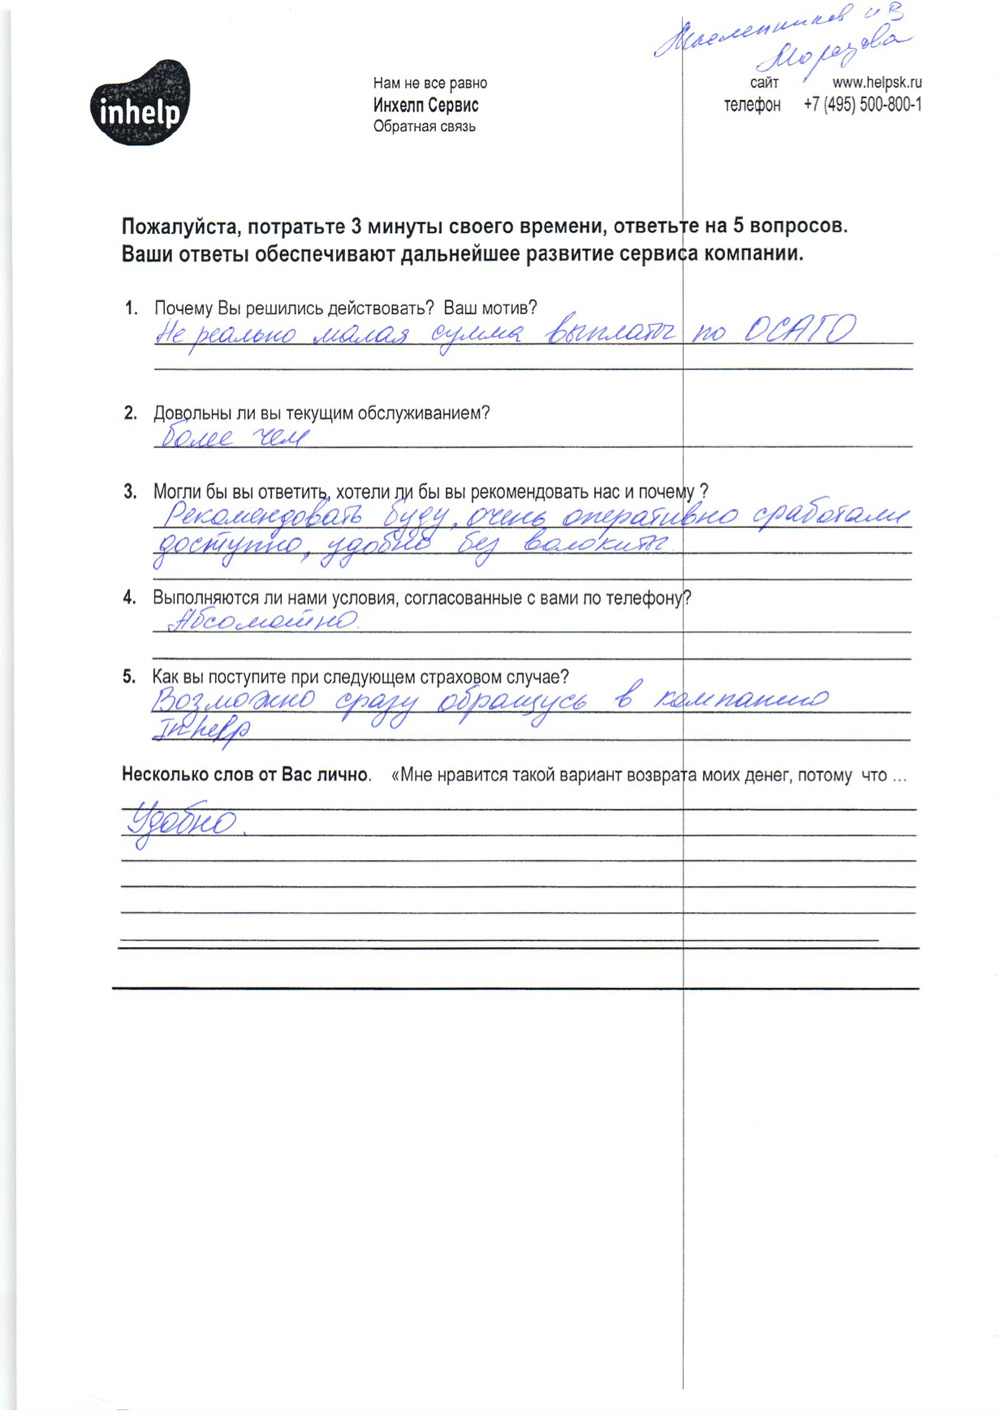 Масленников и В
Морозова
inhelp
Нам не все равно
Инхелп Сервис
Обратная связь
сайт www.helpsk.ru
телефон +7 (495) 500-800-1
Пожалуйста, потратьте 3 минуты своего времени, ответьте на 5 вопросов.
Ваши ответы обеспечивают дальнейшее развитие сервиса компании.
1. Почему Вы решились действовать? Ваш мотив?
Не реально малая сумма выплаты по ОСАГО
2. Довольны ли вы текущим обслуживанием?
более чем
3. Могли бы вы ответить, хотели ли бы вы рекомендовать нас и почему ?
Рекомендовать буду, очень оперативно сработали
доступно, удобно без волокиты
4. Выполняются ли нами условия, согласованные с вами по телефону?
Абсолютно.
5. Как вы поступите при следующем страховом случае?
Возможно сразу обращусь в компанию
Inhelp
Несколько слов от Вас лично. «Мне нравится такой вариант возврата моих денег, потому что ...
Удобно.